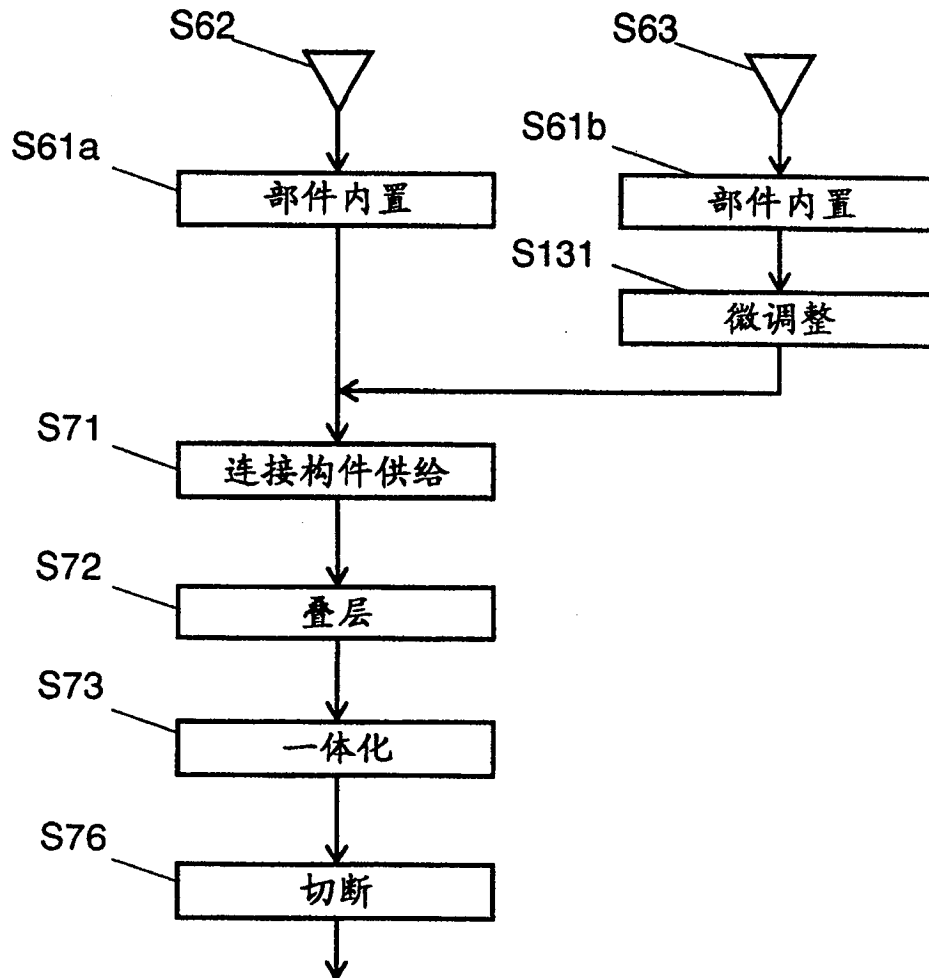 S62
S63
S61a
部件内置
S61b
部件内置
S131
微调整
S71
连接构件供给
S72
叠层
S73
一体化
S76
切断